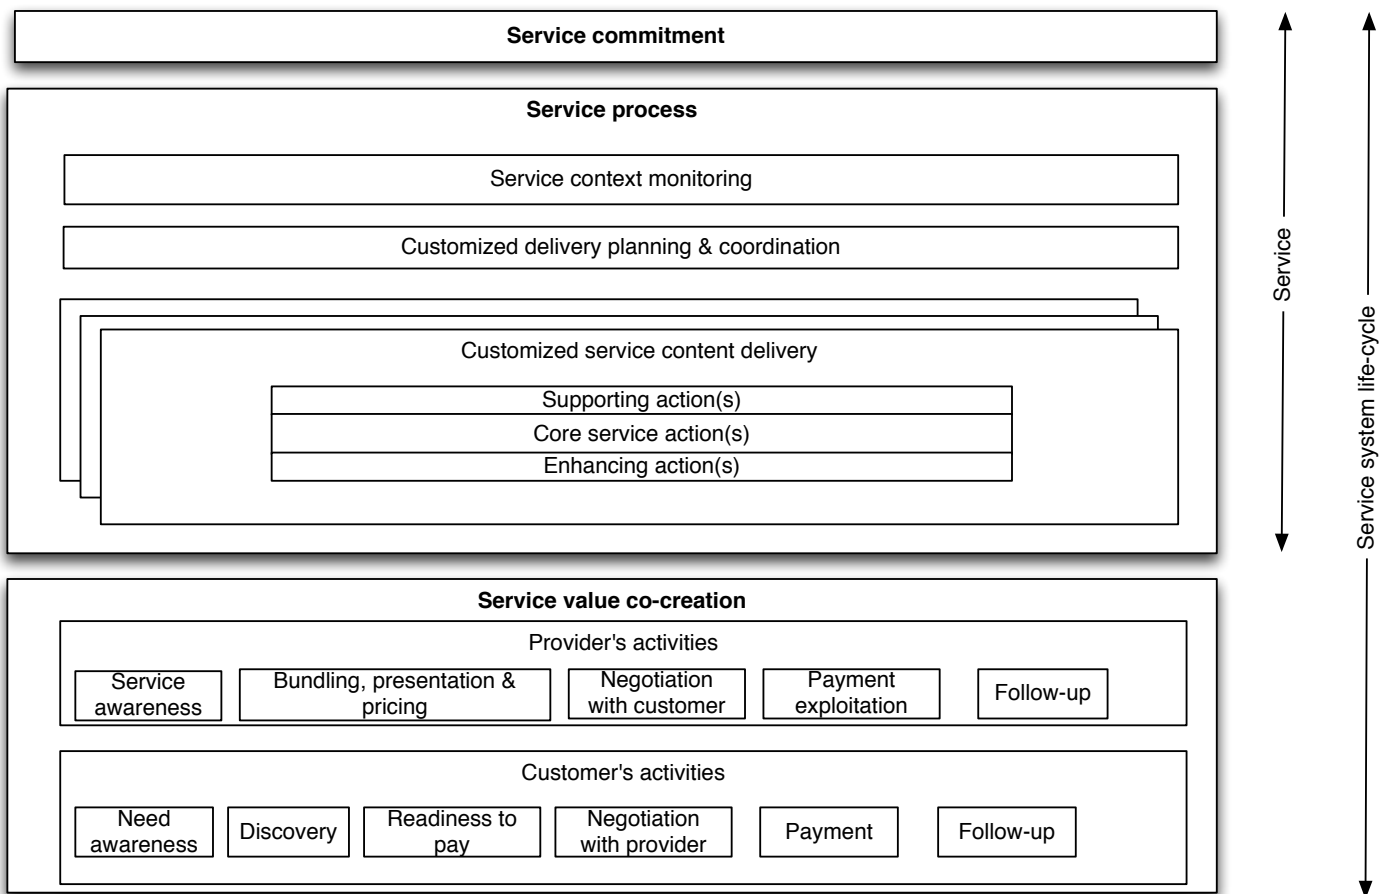 Service commitment
Service process
Service context monitoring
Customized delivery planning & coordination
Customized service content delivery
Supporting action(s)
Core service action(s)
Enhancing action(s)
Service value co-creation
Provider's activities
Service
awareness
Bundling, presentation &
pricing
Negotiation
with customer
Payment
exploitation
Follow-up
Customer's activities
Need
awareness
Discovery
Readiness to
pay
Negotiation
with provider
Payment
Follow-up
Service
Service system life-cycle